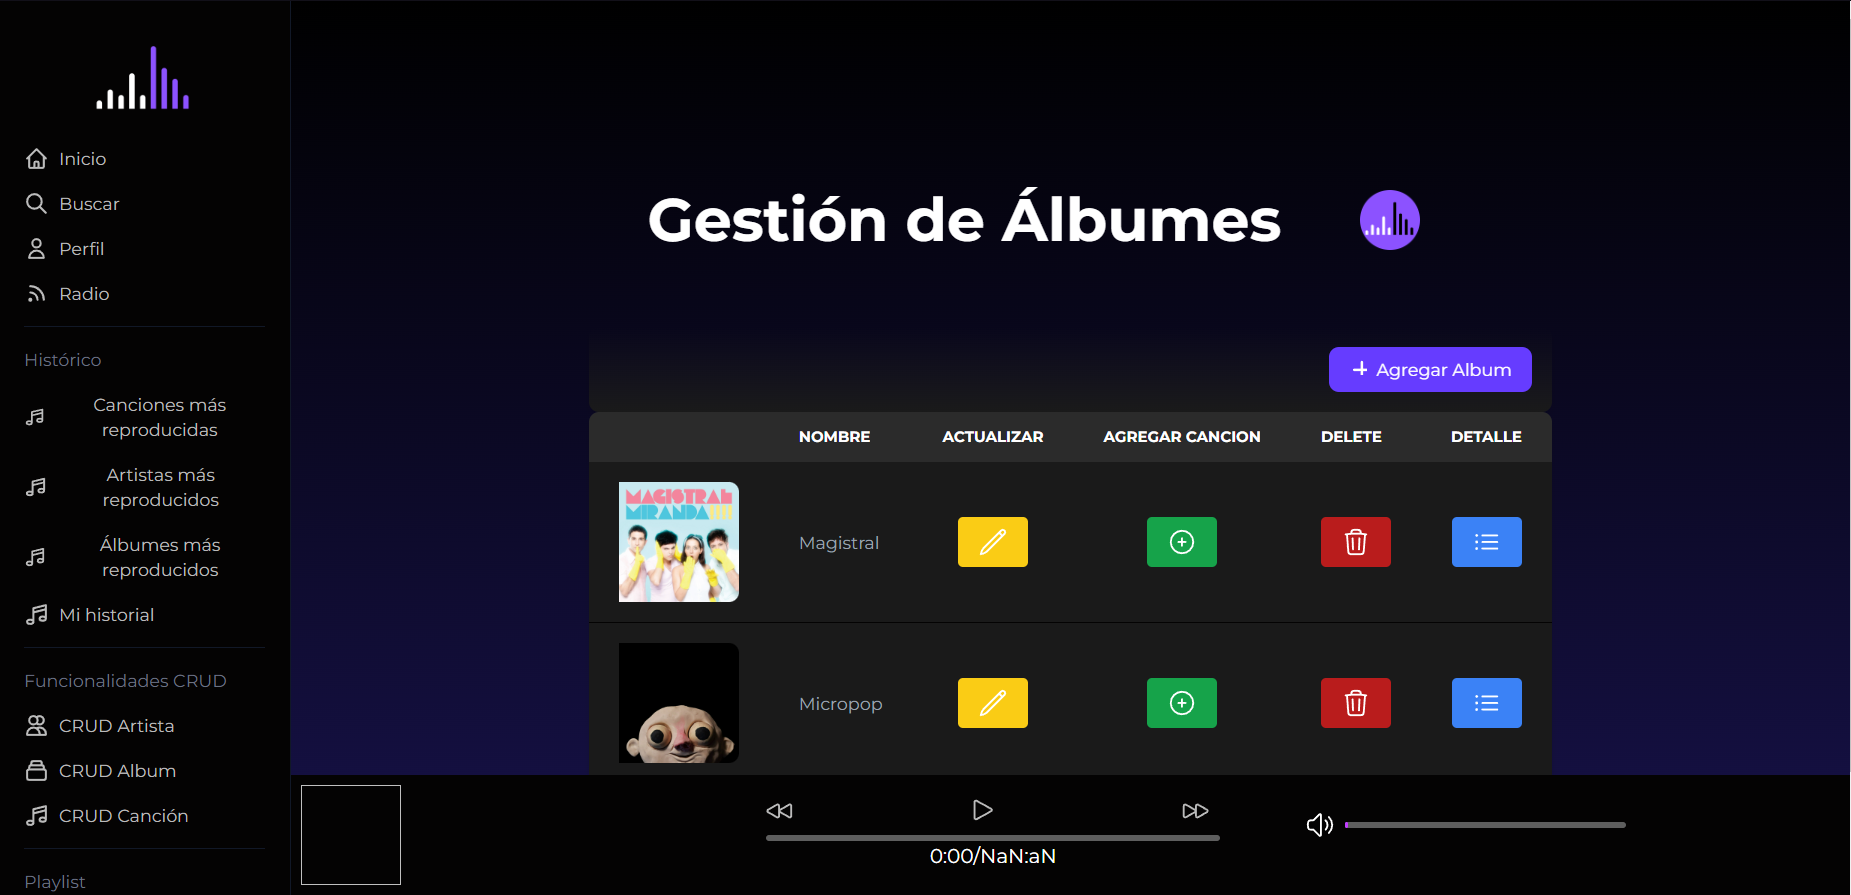 Inicio
Buscar
Perfil
Radio
Histórico
Canciones más
reproducidas
Artistas más
reproducidos
Álbumes más
reproducidos
Mi historial
Funcionalidades CRUD
CRUD Artista
CRUD Album
CRUD Canción
Playlist
Gestión de Álbumes
+ Agregar Album
NOMBRE ACTUALIZAR AGREGAR CANCION DELETE DETALLE
MAGISTRAL
MIRANDA!!!!
Magistral
Micropop
0:00/NaN:aN